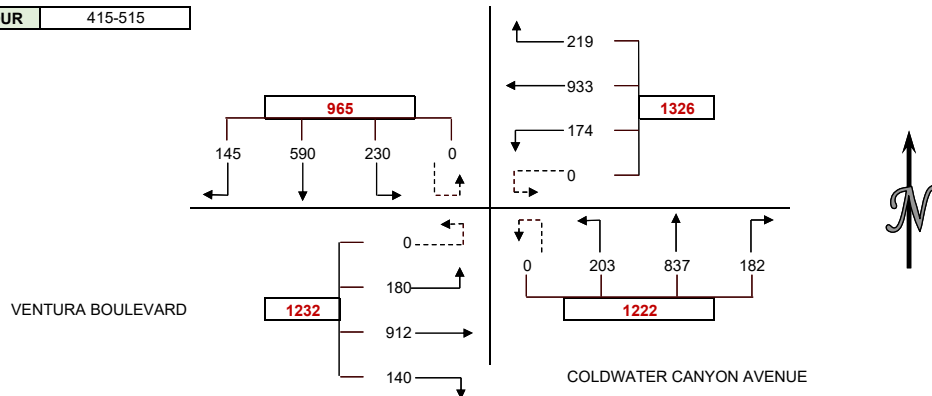 UR 415-515
219
933
965 1326
174
145 590 230 0
0
N
0
0 203 837 182
180
VENTURA BOULEVARD 1232 1222
912
140
COLDWATER CANYON AVENUE